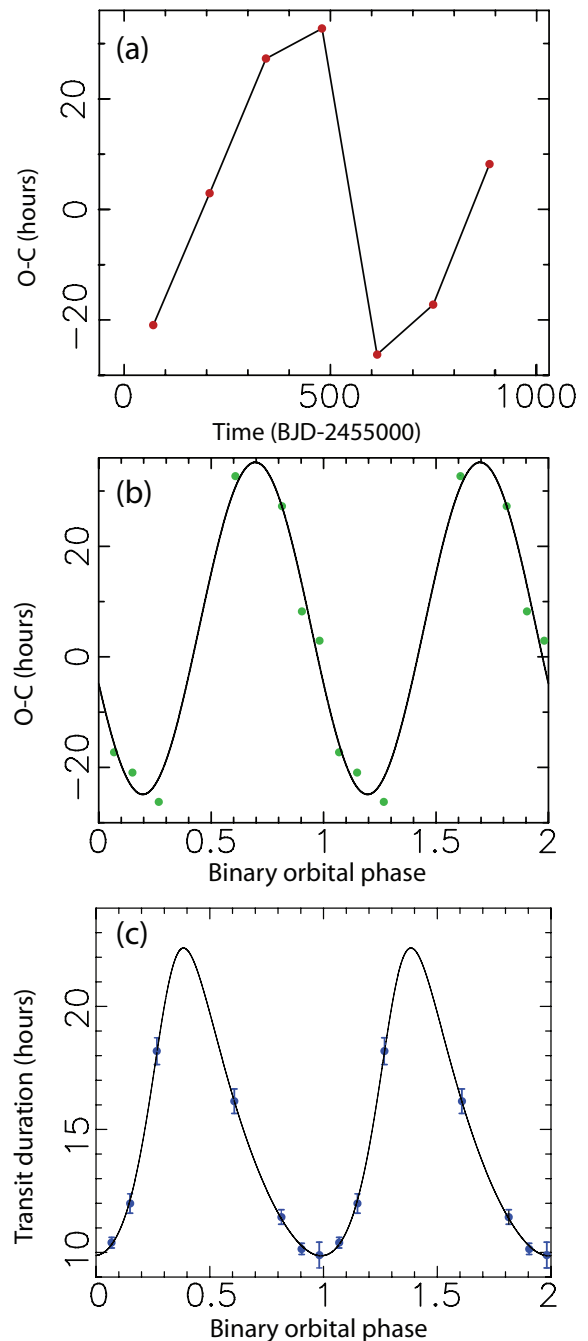 (a)
20
0
−20
O-C (hours)
0 500 1000
Time (BJD-2455000)
(b)
20
0
−20
O-C (hours)
0 0.5 1 1.5 2
Binary orbital phase
(c)
20
15
10
Transit duration (hours)
0 0.5 1 1.5 2
Binary orbital phase